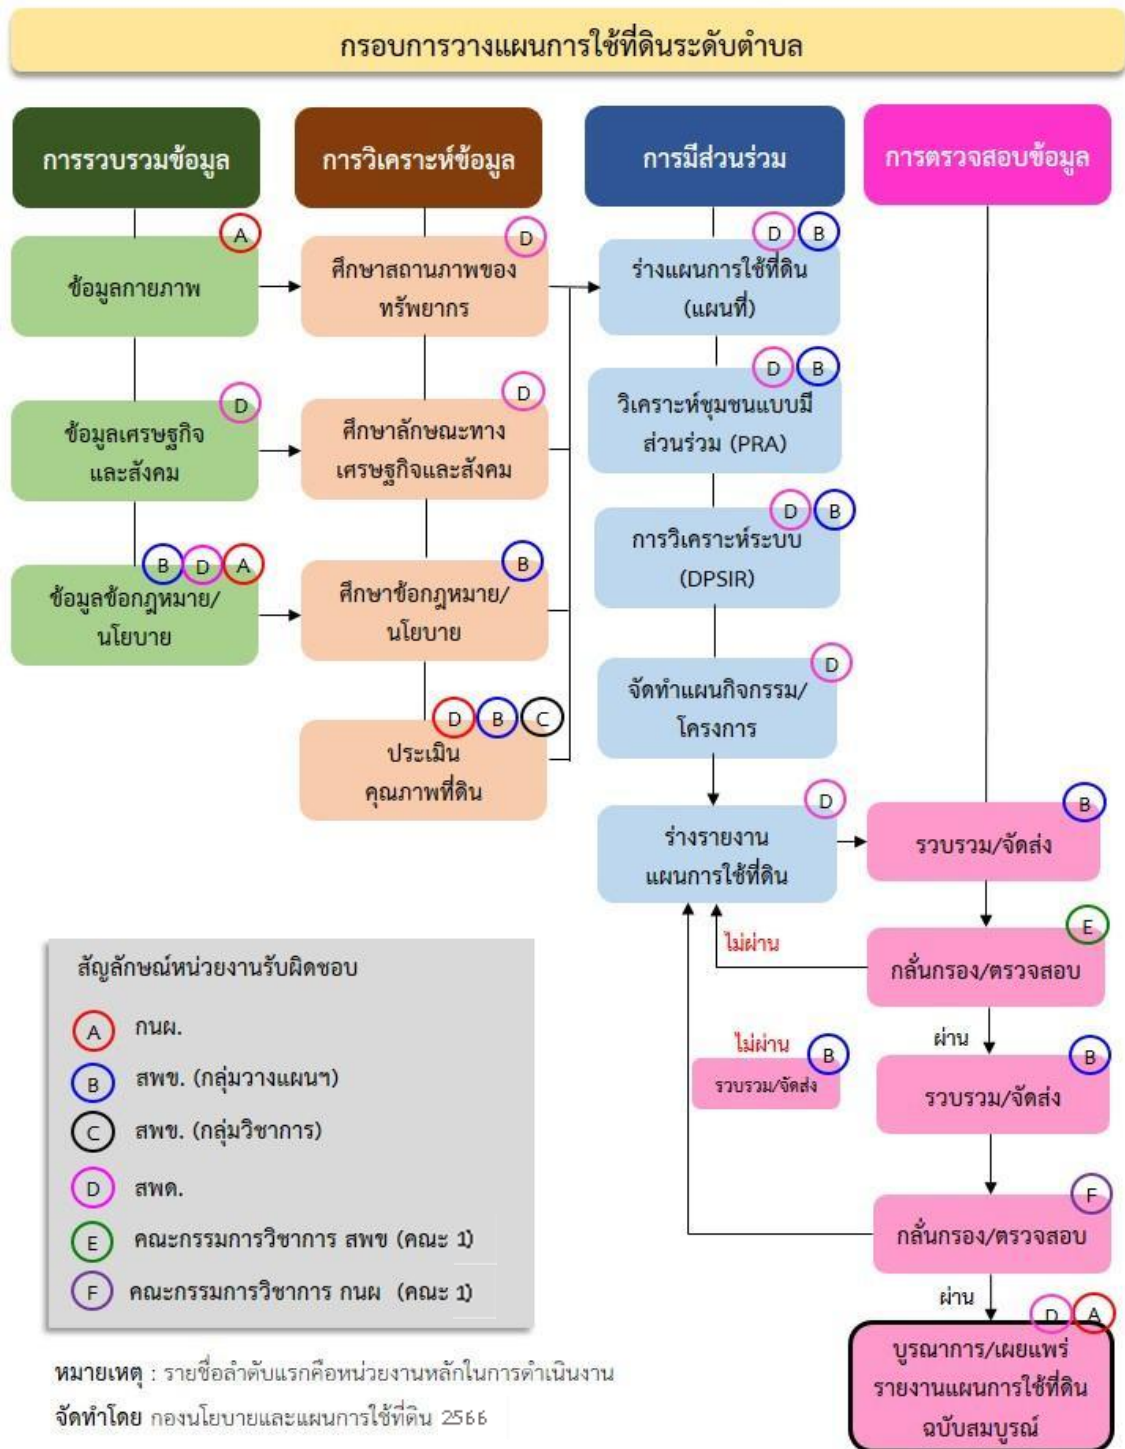 กรอบการวางแผนการใช้ที่ดินระดับตำบล
การรวบรวมข้อมูล
A
ข้อมูลกายภาพ
D
ข้อมูลเศรษฐกิจ
และสังคม
B D A
ข้อมูลข้อกฎหมาย/
นโยบาย
การวิเคราะห์ข้อมูล
D
ศึกษาสถานภาพของ
ทรัพยากร
D
ศึกษาลักษณะทาง
เศรษฐกิจและสังคม
B
ศึกษาข้อกฎหมาย/
นโยบาย
D B C
ประเมิน
คุณภาพที่ดิน
การมีส่วนร่วม
D B
ร่างแผนการใช้ที่ดิน
(แผนที่)
D B
วิเคราะห์ชุมชนแบบมี
ส่วนร่วม (PRA)
D B
การวิเคราะห์ระบบ
(DPSIR)
D
จัดทำแผนกิจกรรม/
โครงการ
D
ร่างรายงาน
แผนการใช้ที่ดิน
การตรวจสอบข้อมูล
B
รวบรวม/จัดส่ง
E
กลั่นกรอง/ตรวจสอบ
ไม่ผ่าน
ผ่าน
B
รวบรวม/จัดส่ง
F
กลั่นกรอง/ตรวจสอบ
ไม่ผ่าน
B
รวบรวม/จัดส่ง
ผ่าน
D A
บูรณาการ/เผยแพร่
รายงานแผนการใช้ที่ดิน
ฉบับสมบูรณ์
สัญลักษณ์หน่วยงานรับผิดชอบ
A กนผ.
B สพข. (กลุ่มวางแผนฯ)
C สพข. (กลุ่มวิชาการ)
D สพด.
E คณะกรรมการวิชาการ สพข (คณะ 1)
F คณะกรรมการวิชาการ กนผ (คณะ 1)
หมายเหตุ : รายชื่อลำดับแรกคือหน่วยงานหลักในการดำเนินงาน
จัดทำโดย กองนโยบายและแผนการใช้ที่ดิน 2566